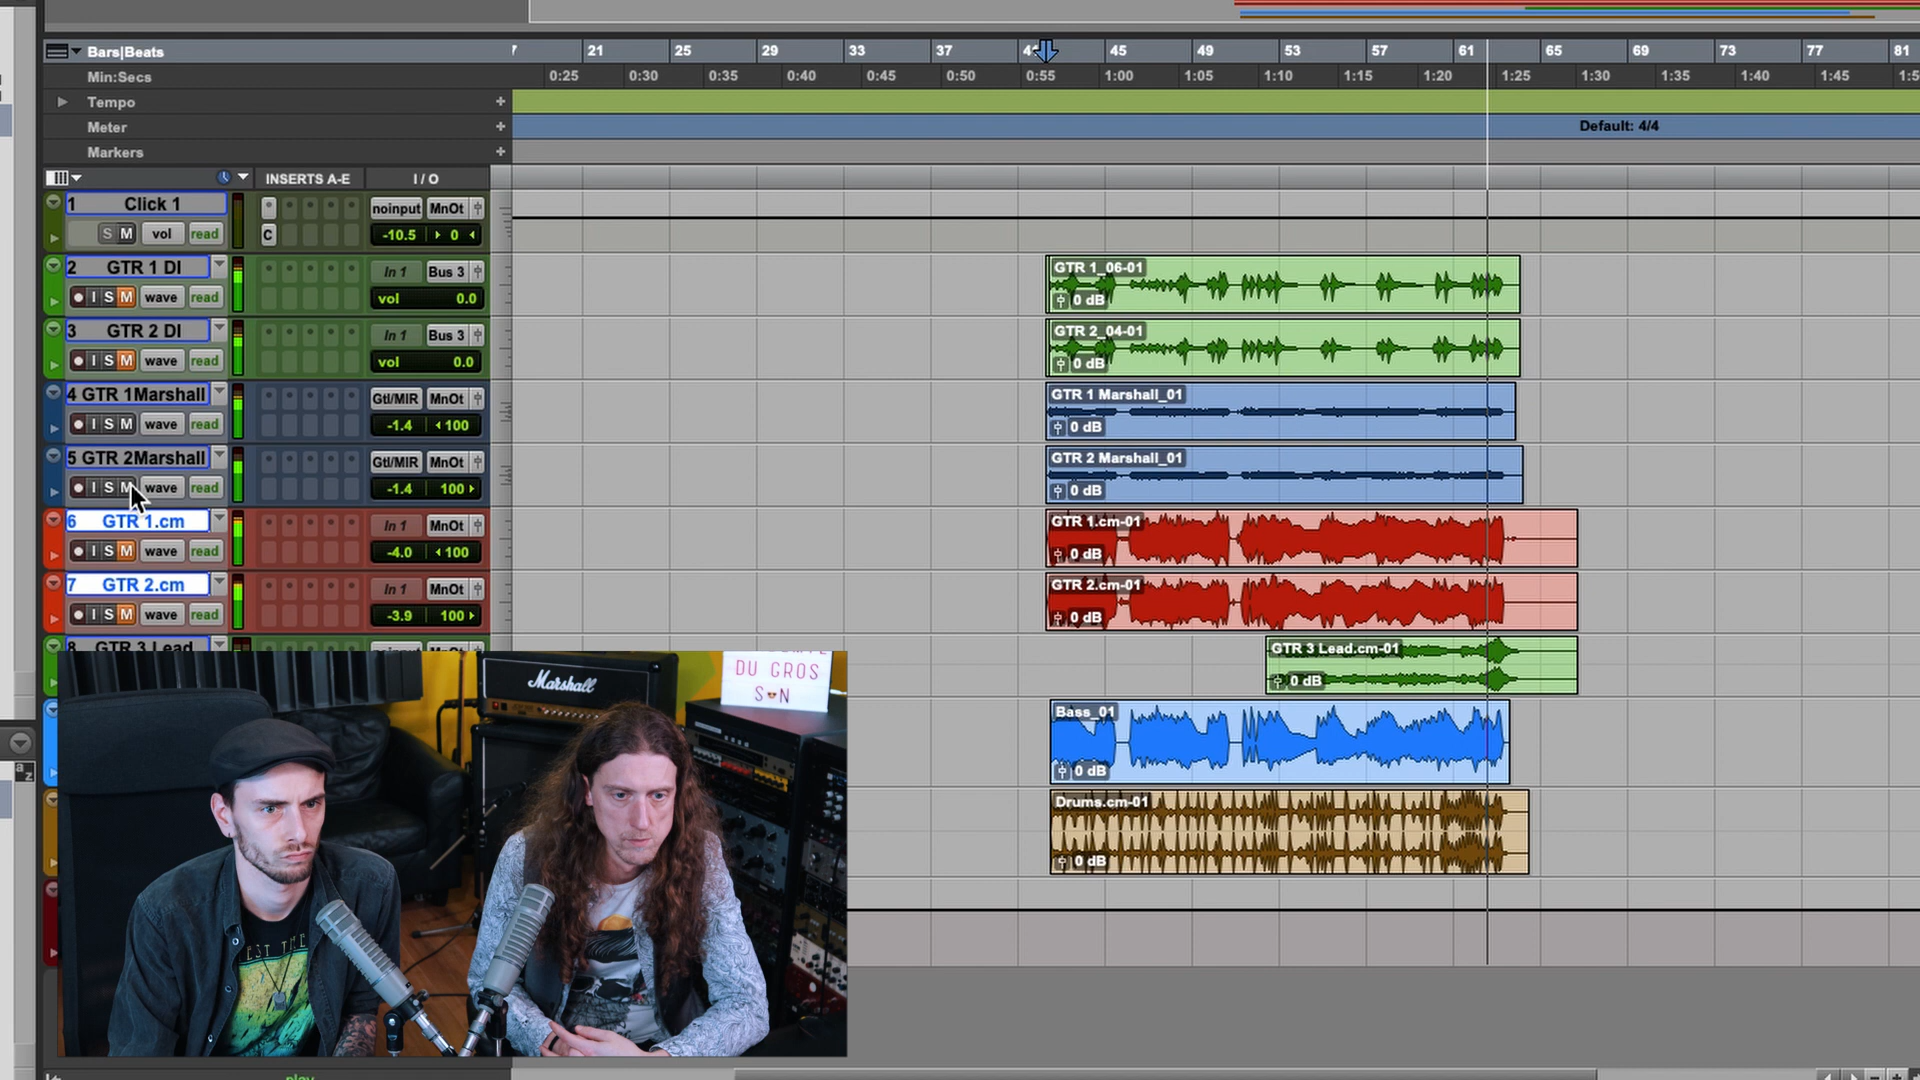 Bars|Beats
21 25 29 33 37 45 49 53 57 61 65 69 73 77 81
Min:Secs
0:25 0:30 0:35 0:40 0:45 0:50 0:55 1:00 1:05 1:10 1:15 1:20 1:25 1:30 1:35 1:40 1:45
Tempo +
Meter +
Default: 4/4
Markers +
INSERTS A-E I / O
1 Click 1
noinput MnOt
S M vol read
C
-10.5 0
2 GTR 1 DI
In 1 Bus 3
I S M wave read
vol 0.0
GTR 1_06-01
0 dB
3 GTR 2 DI
In 1 Bus 3
I S M wave read
vol 0.0
GTR 2_04-01
0 dB
4 GTR 1Marshall
Gtl/MIR MnOt
I S M wave read
-1.4 100
GTR 1 Marshall_01
0 dB
5 GTR 2Marshall
Gtl/MIR MnOt
I S M wave read
-1.4 100
GTR 2 Marshall_01
0 dB
6 GTR 1.cm
In 1 MnOt
I S M wave read
-4.0 100
GTR 1.cm-01
0 dB
7 GTR 2.cm
In 1 MnOt
I S M wave read
-3.9 100
GTR 2.cm-01
0 dB
8 GTR 3 Lead
GTR 3 Lead.cm-01
0 dB
Bass_01
0 dB
Drums.cm-01
0 dB
Marshall
DU GROS
S N
a z
play